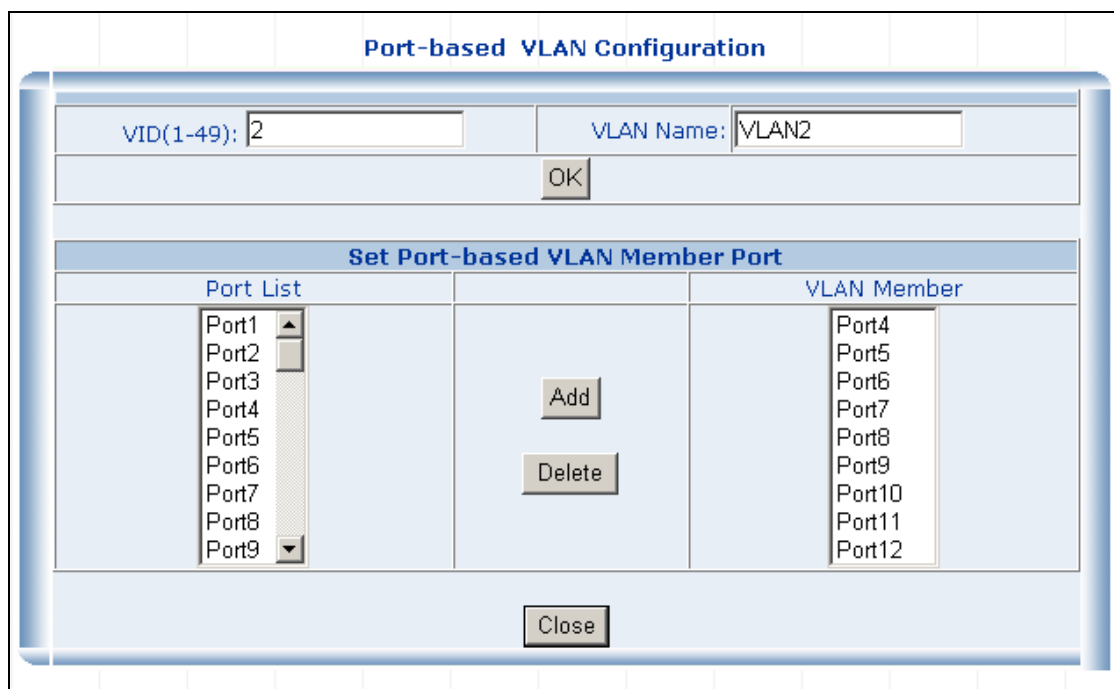 Port-based VLAN Configuration
VID(1-49): 2 VLAN Name: VLAN2
OK
Set Port-based VLAN Member Port
Port List VLAN Member
Port1
Port2
Port3
Port4
Port5
Port6
Port7
Port8
Port9
Add
Delete
Port4
Port5
Port6
Port7
Port8
Port9
Port10
Port11
Port12
Close